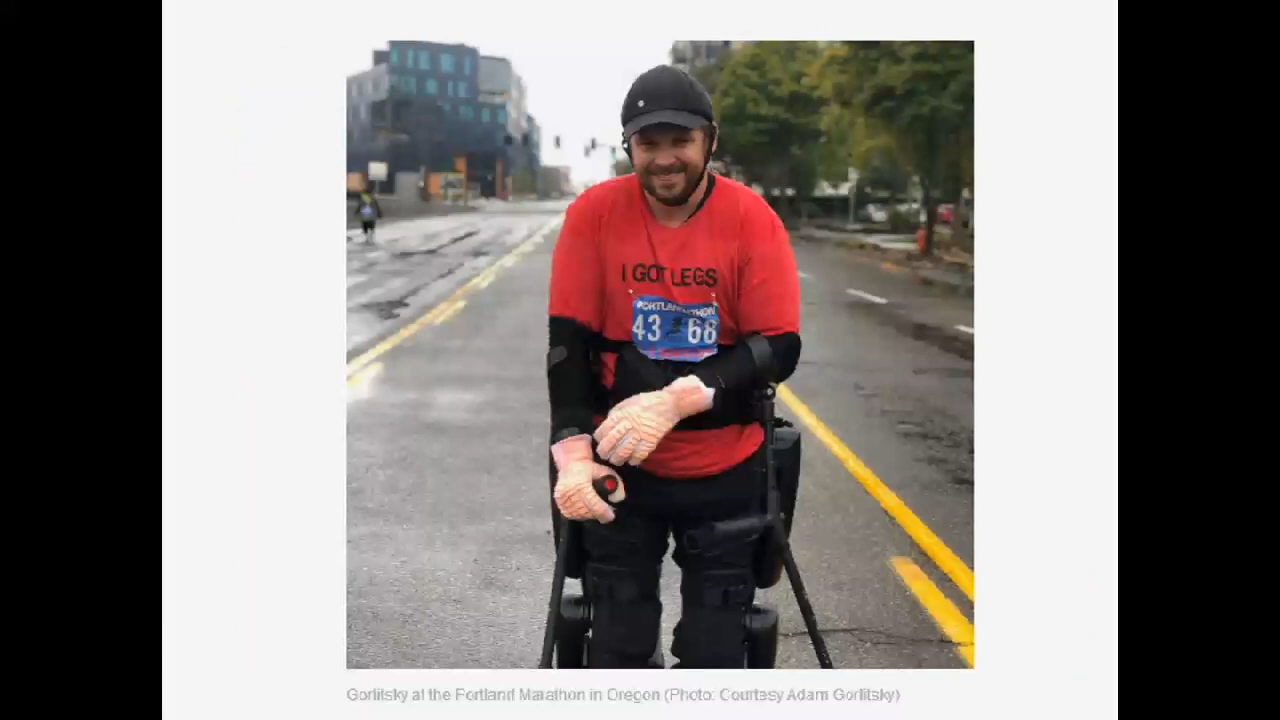 I GOT LEGS
43 68
Gorlitsky at the Portland Marathon in Oregon (Photo: Courtesy Adam Gorlitsky)